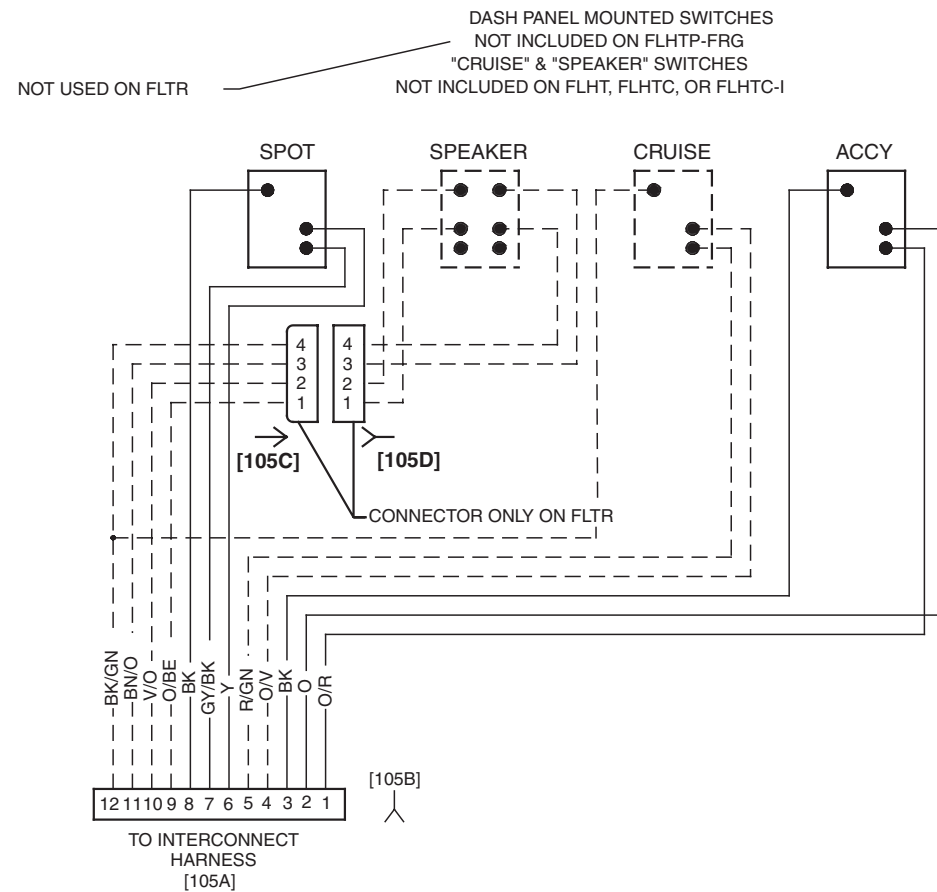 DASH PANEL MOUNTED SWITCHES
NOT INCLUDED ON FLHTP-FRG
"CRUISE" & "SPEAKER" SWITCHES
NOT INCLUDED ON FLHT, FLHTC, OR FLHTC-I
NOT USED ON FLTR
SPOT
SPEAKER
CRUISE
ACCY
4
3
2
1
4
3
2
1
[105C]
[105D]
CONNECTOR ONLY ON FLTR
BK/GN
BN/O
V/O
O/BE
BK
GY/BK
Y
R/GN
O/V
BK
O
O/R
12 11 10 9 8 7 6 5 4 3 2 1
[105B]
TO INTERCONNECT
HARNESS
[105A]